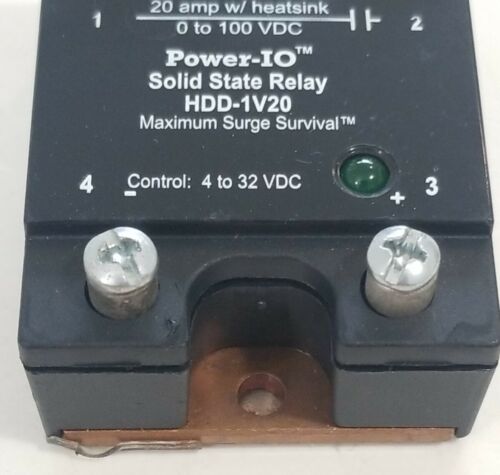 20 amp w/ heatsink
1 2
0 to 100 VDC
Power-IO™
Solid State Relay
HDD-1V20
Maximum Surge Survival™
4 - Control: 4 to 32 VDC + 3